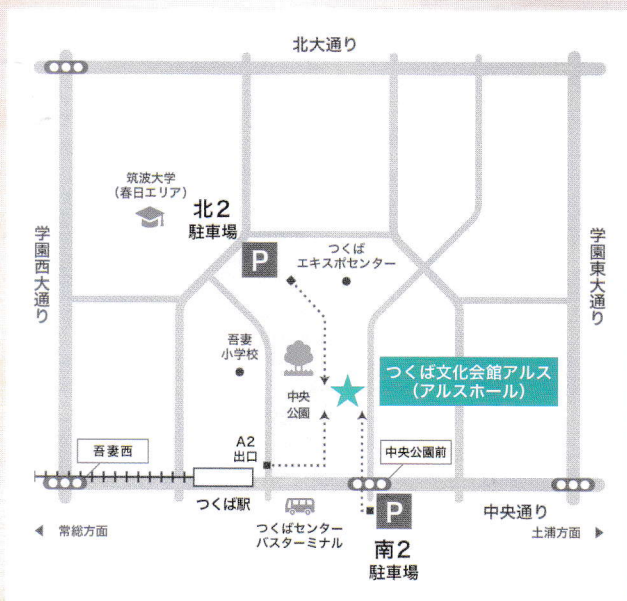 北大通り
筑波大学
(春日エリア)
北2
駐車場
P
つくば
エキスポセンター
学園西大通り
学園東大通り
吾妻
小学校
中央
公園
つくば文化会館アルス
(アルスホール)
A2
出口
吾妻西
中央公園前
つくば駅
つくばセンター
バスターミナル
P
中央通り
常総方面
土浦方面
南2
駐車場